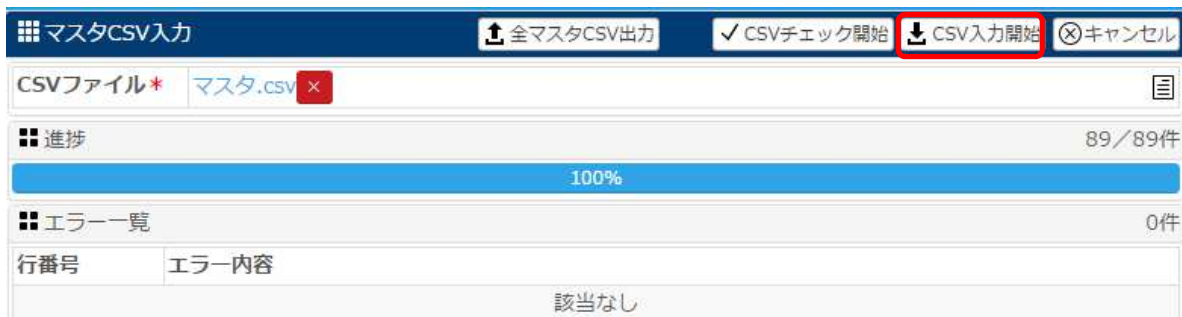 マスタCSV入力 全マスタCSV出力 CSVチェック開始 CSV入力開始 キャンセル
CSVファイル* マスタ.csv ×
進捗 89/89件
100%
エラー一覧 0件
行番号 エラー内容
該当なし